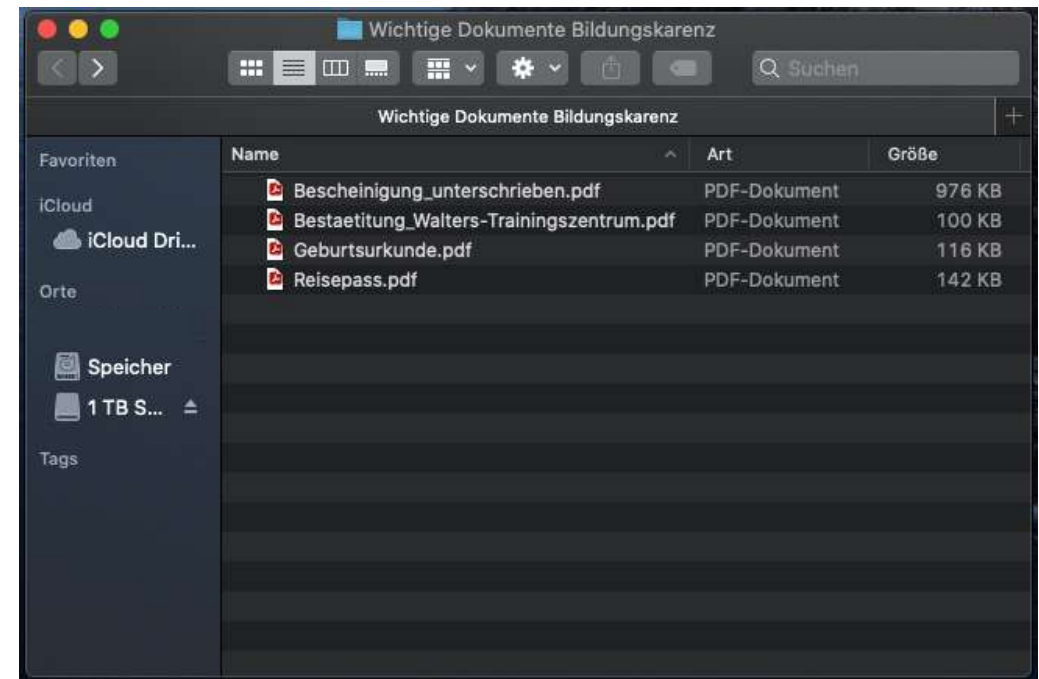 Wichtige Dokumente Bildungskarenz
Suchen
Wichtige Dokumente Bildungskarenz
Favoriten
iCloud
iCloud Dri...
Orte
Speicher
1 TB S...
Tags
Name Art Größe
Bescheinigung_unterschrieben.pdf PDF-Dokument 976 KB
Bestaetitung_Walters-Trainingszentrum.pdf PDF-Dokument 100 KB
Geburtsurkunde.pdf PDF-Dokument 116 KB
Reisepass.pdf PDF-Dokument 142 KB